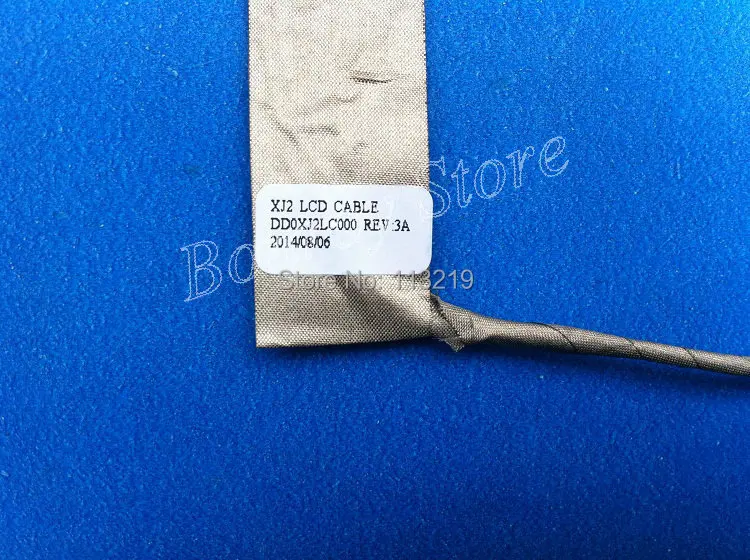 XJ2 LCD CABLE
DD0XJ2LC000 REV:3A
2014/08/06
Store No: 113219
Store